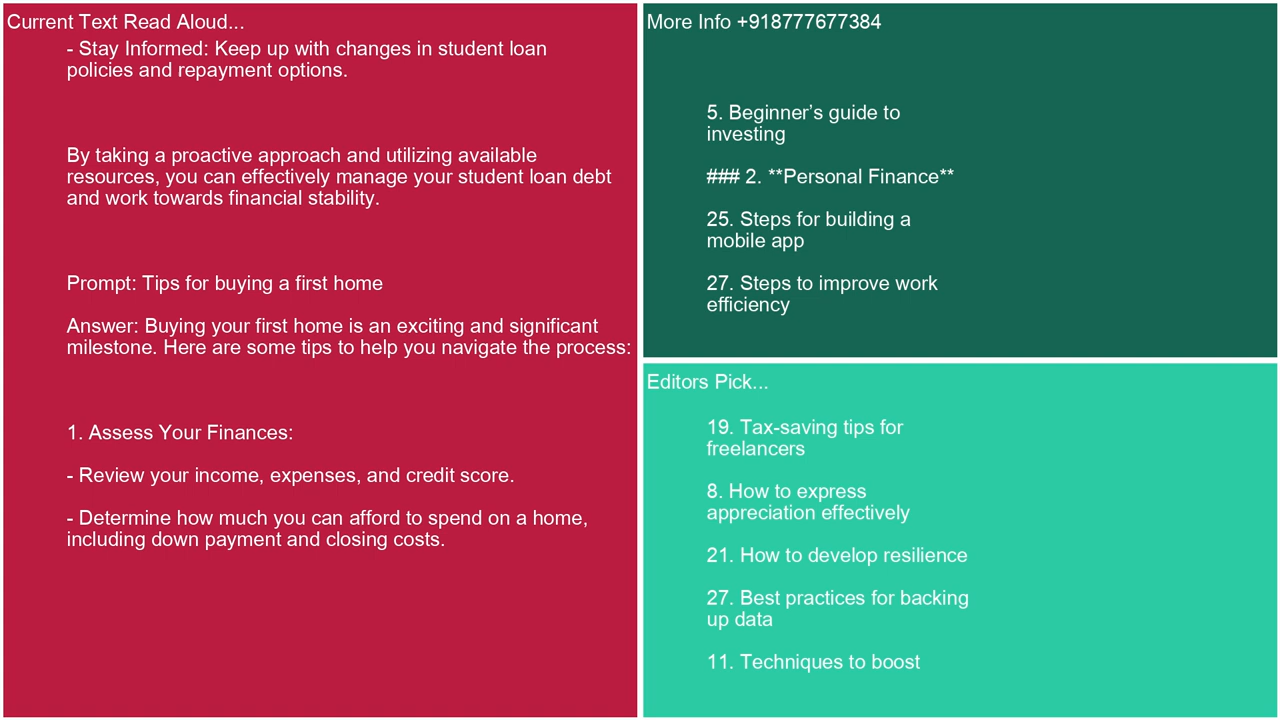 Current Text Read Aloud...
- Stay Informed: Keep up with changes in student loan
policies and repayment options.
By taking a proactive approach and utilizing available
resources, you can effectively manage your student loan debt
and work towards financial stability.
Prompt: Tips for buying a first home
Answer: Buying your first home is an exciting and significant
milestone. Here are some tips to help you navigate the process:
1. Assess Your Finances:
- Review your income, expenses, and credit score.
- Determine how much you can afford to spend on a home,
including down payment and closing costs.
More Info +918777677384
5. Beginner’s guide to
investing
### 2. **Personal Finance**
25. Steps for building a
mobile app
27. Steps to improve work
efficiency
Editors Pick...
19. Tax-saving tips for
freelancers
8. How to express
appreciation effectively
21. How to develop resilience
27. Best practices for backing
up data
11. Techniques to boost